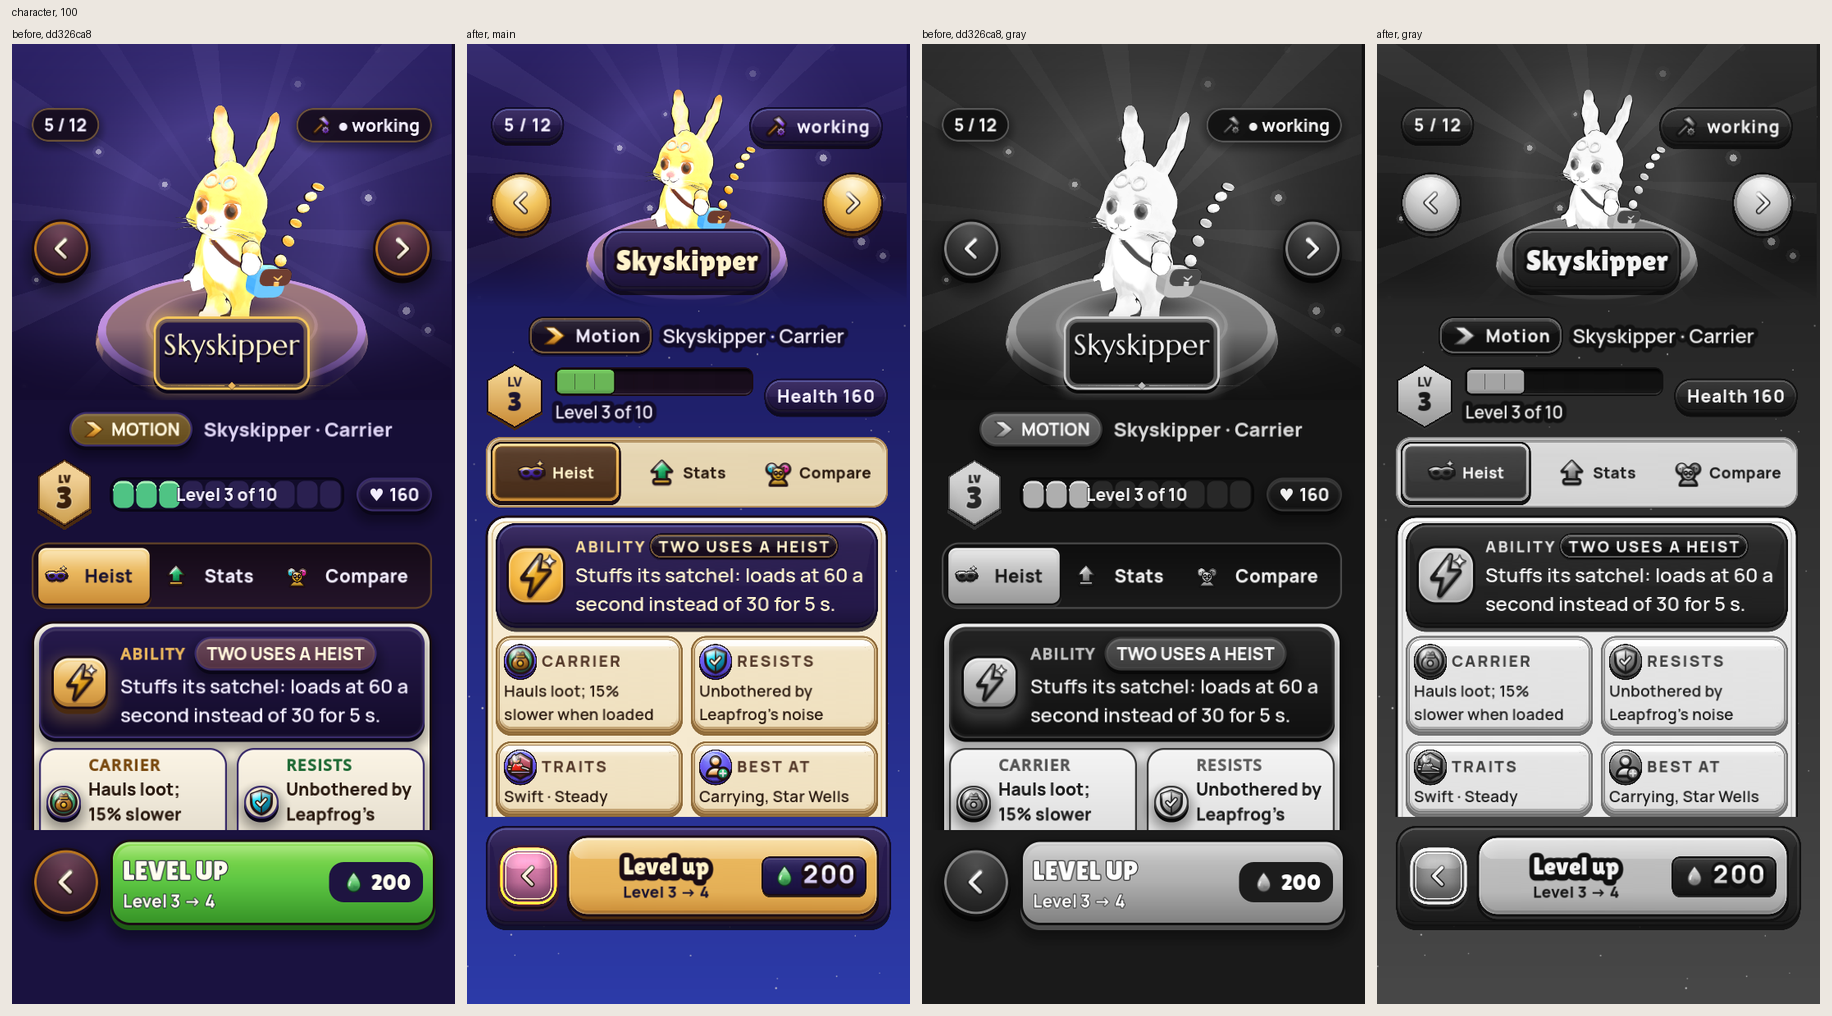 character, 100
before, dd326ca8
5 / 12
● working
Skyskipper
MOTION
Skyskipper · Carrier
LV
3
Level 3 of 10
♥ 160
Heist
Stats
Compare
ABILITY
TWO USES A HEIST
Stuffs its satchel: loads at 60 a
second instead of 30 for 5 s.
CARRIER
Hauls loot;
15% slower
RESISTS
Unbothered by
Leapfrog's
LEVEL UP
Level 3 → 4
200
after, main
5 / 12
working
Skyskipper
Motion
Skyskipper · Carrier
LV
3
Level 3 of 10
Health 160
Heist
Stats
Compare
ABILITY
TWO USES A HEIST
Stuffs its satchel: loads at 60 a
second instead of 30 for 5 s.
CARRIER
Hauls loot; 15%
slower when loaded
RESISTS
Unbothered by
Leapfrog's noise
TRAITS
Swift · Steady
BEST AT
Carrying, Star Wells
Level up
Level 3 → 4
200
before, dd326ca8, gray
5 / 12
● working
Skyskipper
MOTION
Skyskipper · Carrier
LV
3
Level 3 of 10
♥ 160
Heist
Stats
Compare
ABILITY
TWO USES A HEIST
Stuffs its satchel: loads at 60 a
second instead of 30 for 5 s.
CARRIER
Hauls loot;
15% slower
RESISTS
Unbothered by
Leapfrog's
LEVEL UP
Level 3 → 4
200
after, gray
5 / 12
working
Skyskipper
Motion
Skyskipper · Carrier
LV
3
Level 3 of 10
Health 160
Heist
Stats
Compare
ABILITY
TWO USES A HEIST
Stuffs its satchel: loads at 60 a
second instead of 30 for 5 s.
CARRIER
Hauls loot; 15%
slower when loaded
RESISTS
Unbothered by
Leapfrog's noise
TRAITS
Swift · Steady
BEST AT
Carrying, Star Wells
Level up
Level 3 → 4
200